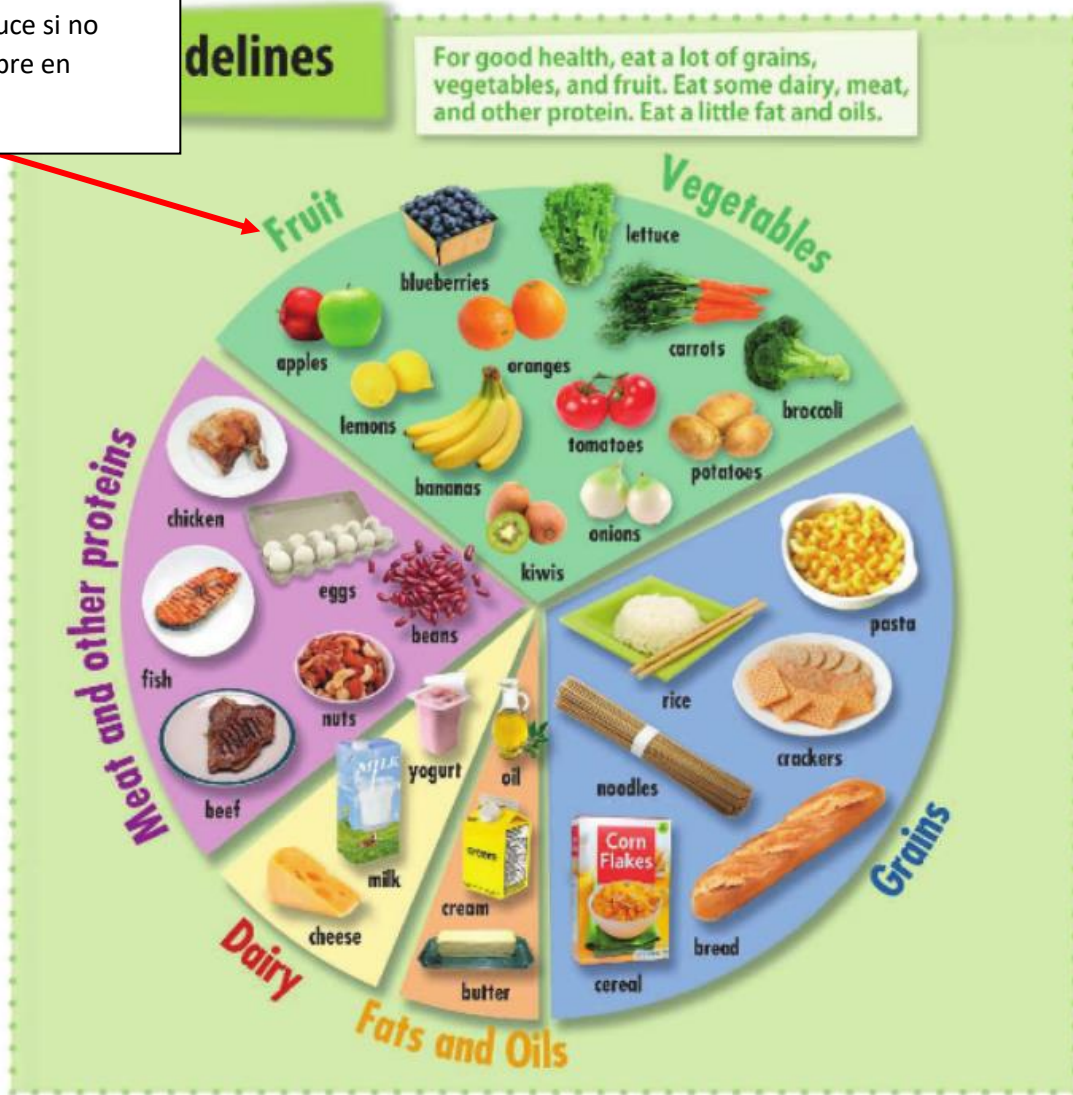 uce si no
bre en
delines
For good health, eat a lot of grains,
vegetables, and fruit. Eat some dairy, meat,
and other protein. Eat a little fat and oils.
Fruit
Vegetables
blueberries
lettuce
apples
oranges
carrots
lemons
broccoli
tomatoes
bananas
potatoes
onions
kiwis
Meat and other proteins
chicken
eggs
beans
fish
nuts
beef
Grains
pasta
rice
crackers
noodles
Corn
Flakes
bread
cereal
Dairy
yogurt
MILK
milk
cheese
Fats and Oils
oil
cream
cream
butter